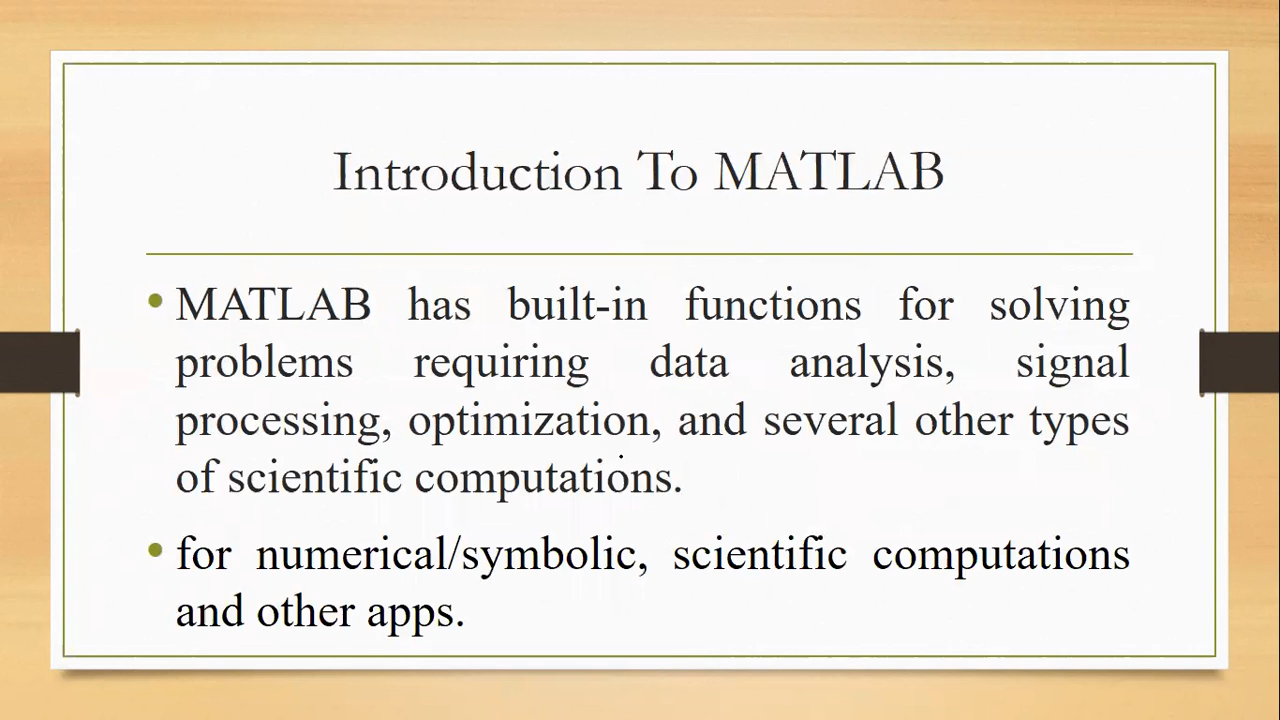 Introduction To MATLAB
• MATLAB has built-in functions for solving
problems requiring data analysis, signal
processing, optimization, and several other types
of scientific computations.
• for numerical/symbolic, scientific computations
and other apps.